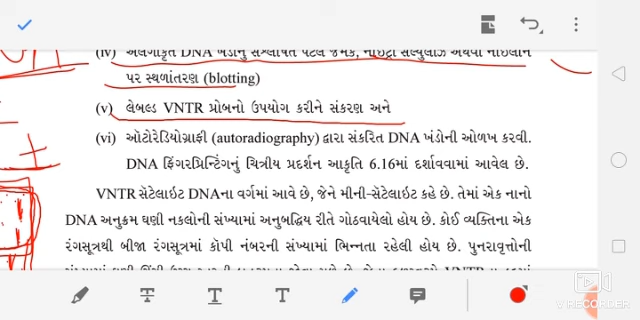 (iv) અલગીકૃત DNA ખંડોનું સંશ્લેષિત પટલ જેમકે, નાઇટ્રો સેલ્યુલોઝ અથવા નાઇલોન
પર સ્થળાંતરણ (blotting)
(v) લેબલ્ડ VNTR પ્રોબનો ઉપયોગ કરીને સંકરણ અને
(vi) ઑટોરેડિયોગ્રાફી (autoradiography) દ્વારા સંકરિત DNA ખંડોની ઓળખ કરવી.
DNA ફિંગરપ્રિન્ટિંગનું ચિત્રીય પ્રદર્શન આકૃતિ 6.16માં દર્શાવવામાં આવેલ છે.
VNTR સૅટેલાઇટ DNAના વર્ગમાં આવે છે, જેને મીની-સૅટેલાઇટ કહે છે. તેમાં એક નાનો
DNA અનુક્રમ ઘણી નકલોની સંખ્યામાં અનુબદ્ધિય રીતે ગોઠવાયેલો હોય છે. કોઈ વ્યક્તિના એક
રંગસૂત્રથી બીજા રંગસૂત્રમાં કૉપી નંબરની સંખ્યામાં ભિન્નતા રહેલી હોય છે. પુનરાવૃત્તોની
T T T
V RECORDER